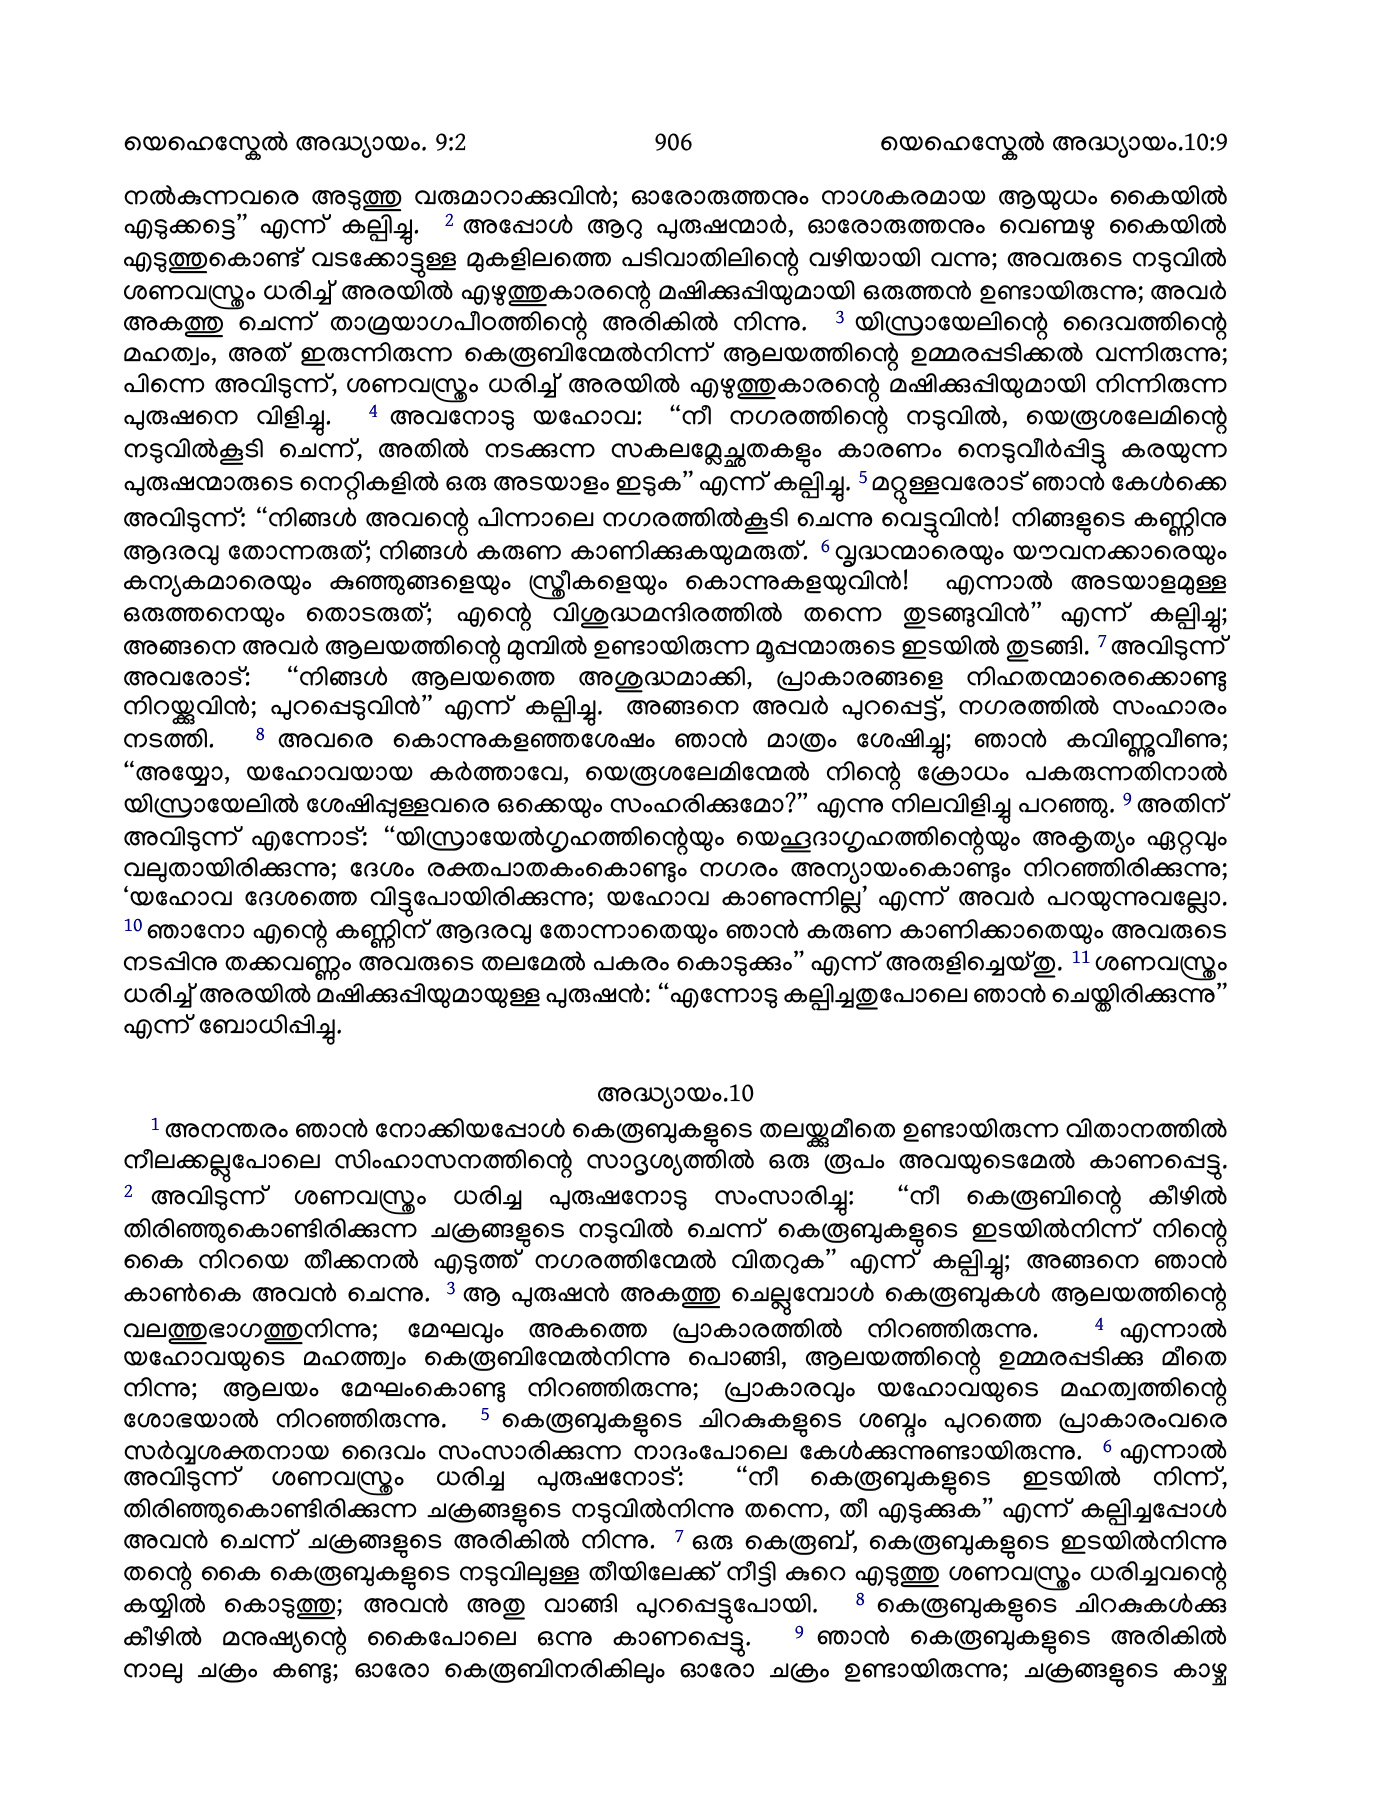 യെഹെസ്കേൽ അദ്ധ്യായം. 9:2 906 യെഹെസ്കേൽ അദ്ധ്യായം.10:9
നൽകുന്നവരെ അടുത്തു വരുമാറാക്കുവിൻ; ഓരോരുത്തനും നാശകരമായ ആയുധം കൈയിൽ
എടുക്കട്ടെ” എന്ന് കല്പിച്ചു. 2 അപ്പോൾ ആറു പുരുഷന്മാർ, ഓരോരുത്തനും വെണ്മഴു കൈയിൽ
എടുത്തുകൊണ്ട് വടക്കോട്ടുള്ള മുകളിലത്തെ പടിവാതിലിന്റെ വഴിയായി വന്നു; അവരുടെ നടുവിൽ
ശണവസ്ത്രം ധരിച്ച് അരയിൽ എഴുത്തുകാരന്റെ മഷിക്കുപ്പിയുമായി ഒരുത്തൻ ഉണ്ടായിരുന്നു; അവർ
അകത്തു ചെന്ന് താമ്രയാഗപീഠത്തിന്റെ അരികിൽ നിന്നു. 3 യിസ്രായേലിന്റെ ദൈവത്തിന്റെ
മഹത്വം, അത് ഇരുന്നിരുന്ന കെരൂബിന്മേൽനിന്ന് ആലയത്തിന്റെ ഉമ്മരപ്പടിക്കൽ വന്നിരുന്നു;
പിന്നെ അവിടുന്ന്, ശണവസ്ത്രം ധരിച്ച് അരയിൽ എഴുത്തുകാരന്റെ മഷിക്കുപ്പിയുമായി നിന്നിരുന്ന
പുരുഷനെ വിളിച്ചു. 4 അവനോടു യഹോവ: “നീ നഗരത്തിന്റെ നടുവിൽ, യെരൂശലേമിന്റെ
നടുവിൽകൂടി ചെന്ന്, അതിൽ നടക്കുന്ന സകലമ്ലേച്ഛതകളും കാരണം നെടുവീർപ്പിട്ടു കരയുന്ന
പുരുഷന്മാരുടെ നെറ്റികളിൽ ഒരു അടയാളം ഇടുക” എന്ന് കല്പിച്ചു. 5 മറ്റുള്ളവരോട് ഞാൻ കേൾക്കെ
അവിടുന്ന്: “നിങ്ങൾ അവന്റെ പിന്നാലെ നഗരത്തിൽകൂടി ചെന്നു വെട്ടുവിൻ! നിങ്ങളുടെ കണ്ണിനു
ആദരവു തോന്നരുത്; നിങ്ങൾ കരുണ കാണിക്കുകയുമരുത്. 6 വൃദ്ധന്മാരെയും യൗവനക്കാരെയും
കന്യകമാരെയും കുഞ്ഞുങ്ങളെയും സ്ത്രീകളെയും കൊന്നുകളയുവിൻ! എന്നാൽ അടയാളമുള്ള
ഒരുത്തനെയും തൊടരുത്; എന്റെ വിശുദ്ധമന്ദിരത്തിൽ തന്നെ തുടങ്ങുവിൻ” എന്ന് കല്പിച്ചു;
അങ്ങനെ അവർ ആലയത്തിന്റെ മുമ്പിൽ ഉണ്ടായിരുന്ന മൂപ്പന്മാരുടെ ഇടയിൽ തുടങ്ങി. 7 അവിടുന്ന്
അവരോട്: “നിങ്ങൾ ആലയത്തെ അശുദ്ധമാക്കി, പ്രാകാരങ്ങളെ നിഹതന്മാരെക്കൊണ്ടു
നിറയ്ക്കുവിൻ; പുറപ്പെടുവിൻ” എന്ന് കല്പിച്ചു. അങ്ങനെ അവർ പുറപ്പെട്ട്, നഗരത്തിൽ സംഹാരം
നടത്തി. 8 അവരെ കൊന്നുകളഞ്ഞശേഷം ഞാൻ മാത്രം ശേഷിച്ചു; ഞാൻ കവിണ്ണുവീണു;
“അയ്യോ, യഹോവയായ കർത്താവേ, യെരൂശലേമിന്മേൽ നിന്റെ ക്രോധം പകരുന്നതിനാൽ
യിസ്രായേലിൽ ശേഷിപ്പുള്ളവരെ ഒക്കെയും സംഹരിക്കുമോ?” എന്നു നിലവിളിച്ചു പറഞ്ഞു. 9 അതിന്
അവിടുന്ന് എന്നോട്: “യിസ്രായേൽഗൃഹത്തിന്റെയും യെഹൂദാഗൃഹത്തിന്റെയും അകൃത്യം ഏറ്റവും
വലുതായിരിക്കുന്നു; ദേശം രക്തപാതകംകൊണ്ടും നഗരം അന്യായംകൊണ്ടും നിറഞ്ഞിരിക്കുന്നു;
‘യഹോവ ദേശത്തെ വിട്ടുപോയിരിക്കുന്നു; യഹോവ കാണുന്നില്ല’ എന്ന് അവർ പറയുന്നുവല്ലോ.
10 ഞാനോ എന്റെ കണ്ണിന് ആദരവു തോന്നാതെയും ഞാൻ കരുണ കാണിക്കാതെയും അവരുടെ
നടപ്പിനു തക്കവണ്ണം അവരുടെ തലമേൽ പകരം കൊടുക്കും” എന്ന് അരുളിച്ചെയ്തു. 11 ശണവസ്ത്രം
ധരിച്ച് അരയിൽ മഷിക്കുപ്പിയുമായുള്ള പുരുഷൻ: “എന്നോടു കല്പിച്ചതുപോലെ ഞാൻ ചെയ്തിരിക്കുന്നു”
എന്ന് ബോധിപ്പിച്ചു.
അദ്ധ്യായം.10
1 അനന്തരം ഞാൻ നോക്കിയപ്പോൾ കെരൂബുകളുടെ തലയ്ക്കുമീതെ ഉണ്ടായിരുന്ന വിതാനത്തിൽ
നീലക്കല്ലുപോലെ സിംഹാസനത്തിന്റെ സാദൃശ്യത്തിൽ ഒരു രൂപം അവയുടെമേൽ കാണപ്പെട്ടു.
2 അവിടുന്ന് ശണവസ്ത്രം ധരിച്ച പുരുഷനോടു സംസാരിച്ചു: “നീ കെരൂബിന്റെ കീഴിൽ
തിരിഞ്ഞുകൊണ്ടിരിക്കുന്ന ചക്രങ്ങളുടെ നടുവിൽ ചെന്ന് കെരൂബുകളുടെ ഇടയിൽനിന്ന് നിന്റെ
കൈ നിറയെ തീക്കനൽ എടുത്ത് നഗരത്തിന്മേൽ വിതറുക” എന്ന് കല്പിച്ചു; അങ്ങനെ ഞാൻ
കാൺകെ അവൻ ചെന്നു. 3 ആ പുരുഷൻ അകത്തു ചെല്ലുമ്പോൾ കെരൂബുകൾ ആലയത്തിന്റെ
വലത്തുഭാഗത്തുനിന്നു; മേഘവും അകത്തെ പ്രാകാരത്തിൽ നിറഞ്ഞിരുന്നു. 4 എന്നാൽ
യഹോവയുടെ മഹത്ത്വം കെരൂബിന്മേൽനിന്നു പൊങ്ങി, ആലയത്തിന്റെ ഉമ്മരപ്പടിക്കു മീതെ
നിന്നു; ആലയം മേഘംകൊണ്ടു നിറഞ്ഞിരുന്നു; പ്രാകാരവും യഹോവയുടെ മഹത്വത്തിന്റെ
ശോഭയാൽ നിറഞ്ഞിരുന്നു. 5 കെരൂബുകളുടെ ചിറകുകളുടെ ശബ്ദം പുറത്തെ പ്രാകാരംവരെ
സർവ്വശക്തനായ ദൈവം സംസാരിക്കുന്ന നാദംപോലെ കേൾക്കുന്നുണ്ടായിരുന്നു. 6 എന്നാൽ
അവിടുന്ന് ശണവസ്ത്രം ധരിച്ച പുരുഷനോട്: “നീ കെരൂബുകളുടെ ഇടയിൽ നിന്ന്,
തിരിഞ്ഞുകൊണ്ടിരിക്കുന്ന ചക്രങ്ങളുടെ നടുവിൽനിന്നു തന്നെ, തീ എടുക്കുക” എന്ന് കല്പിച്ചപ്പോൾ
അവൻ ചെന്ന് ചക്രങ്ങളുടെ അരികിൽ നിന്നു. 7 ഒരു കെരൂബ്, കെരൂബുകളുടെ ഇടയിൽനിന്നു
തന്റെ കൈ കെരൂബുകളുടെ നടുവിലുള്ള തീയിലേക്ക് നീട്ടി കുറെ എടുത്തു ശണവസ്ത്രം ധരിച്ചവന്റെ
കയ്യിൽ കൊടുത്തു; അവൻ അതു വാങ്ങി പുറപ്പെട്ടുപോയി. 8 കെരൂബുകളുടെ ചിറകുകൾക്കു
കീഴിൽ മനുഷ്യന്റെ കൈപോലെ ഒന്നു കാണപ്പെട്ടു. 9 ഞാൻ കെരൂബുകളുടെ അരികിൽ
നാലു ചക്രം കണ്ടു; ഓരോ കെരൂബിനരികിലും ഓരോ ചക്രം ഉണ്ടായിരുന്നു; ചക്രങ്ങളുടെ കാഴ്ച